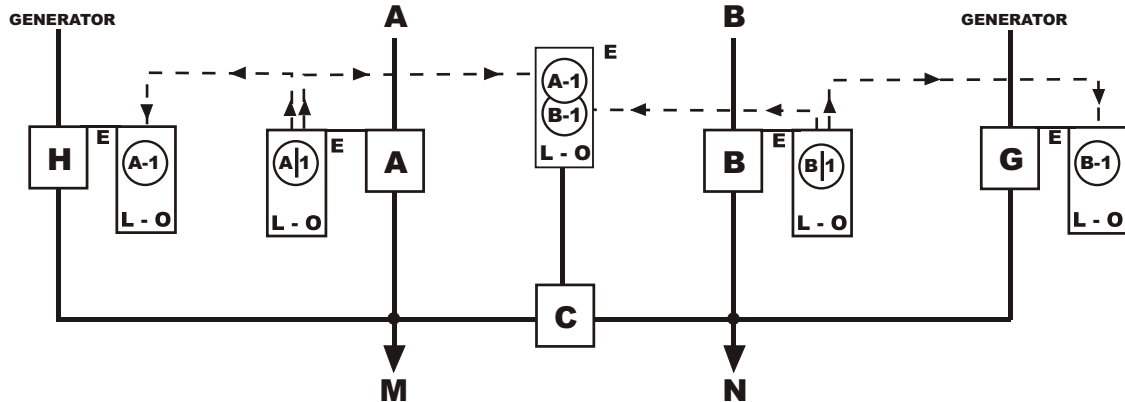 GENERATOR
A
B
GENERATOR
E
A-1
B-1
L - O
H
E
A-1
L - O
A|1
E
L - O
A
B
E
B|1
L - O
G
E
B-1
L - O
C
M
N